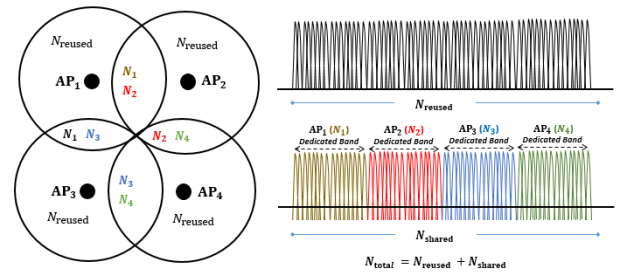 N_reused N_reused
AP_1 N_1 AP_2
N_2
N_1 N_3 N_2 N_4
AP_3 N_3 AP_4
N_4
N_reused N_reused
N_reused
AP_1 (N_1) AP_2 (N_2) AP_3 (N_3) AP_4 (N_4)
Dedicated Band Dedicated Band Dedicated Band Dedicated Band
N_shared
N_total = N_reused + N_shared